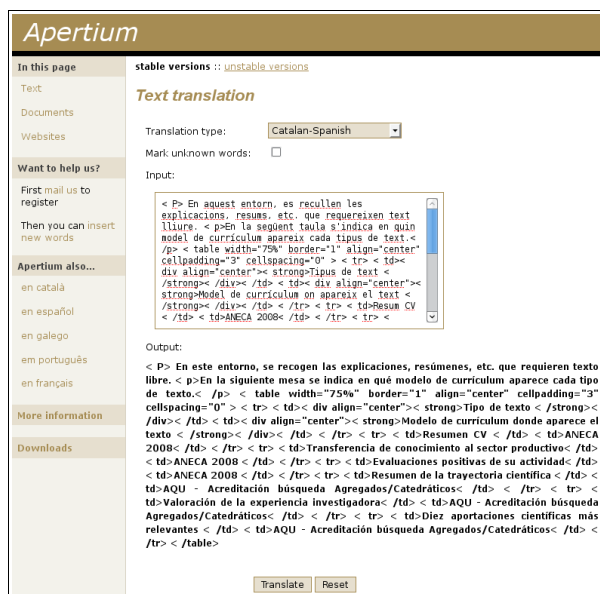 Apertium
In this page
Text
Documents
Websites
Want to help us?
First mail us to
register
Then you can insert
new words
Apertium also...
en català
en español
en galego
em português
en français
More information
Downloads
stable versions :: unstable versions
Text translation
Translation type: Catalan-Spanish
Mark unknown words:
Input:
< P> En aquest entorn, es recullen les
explicacions, resums, etc. que requereixen text
lliure. < p>En la següent taula s'indica en quin
model de currículum apareix cada tipus de text.<
/p> < table width="75%" border="1" align="center"
cellpadding="3" cellspacing="0" > < tr> < td><
div align="center">< strong>Tipus de text <
/strong>< /div>< /td> < td>< div align="center"><
strong>Model de currículum on apareix el text <
/strong>< /div>< /td> < /tr> < tr> < td>Resum CV
< /td> < td>ANECA 2008< /td> < /tr> < tr> <
Output:
< P> En este entorno, se recogen las explicaciones, resúmenes, etc. que requieren texto
libre. < p>En la siguiente mesa se indica en qué modelo de currículum aparece cada tipo
de texto.< /p> < table width="75%" border="1" align="center" cellpadding="3"
cellspacing="0" > < tr> < td>< div align="center">< strong>Tipo de texto < /strong><
/div>< /td> < td>< div align="center">< strong>Modelo de currículum donde aparece el
texto < /strong>< /div>< /td> < /tr> < tr> < td>Resumen CV < /td> < td>ANECA
2008< /td> < /tr> < tr> < td>Transferencia de conocimiento al sector productivo< /td>
< td>ANECA 2008 < /td> < /tr> < tr> < td>Evaluaciones positivas de su actividad< /td>
< td>ANECA 2008 < /td> < /tr> < tr> < td>Resumen de la trayectoria científica < /td> <
td>AQU - Acreditación búsqueda Agregados/Catedráticos< /td> < /tr> < tr> <
td>Valoración de la experiencia investigadora< /td> < td>AQU - Acreditación búsqueda
Agregados/Catedráticos< /td> < /tr> < tr> < td>Diez aportaciones científicas más
relevantes < /td> < td>AQU - Acreditación búsqueda Agregados/Catedráticos< /td> <
/tr> < /table>
Translate Reset